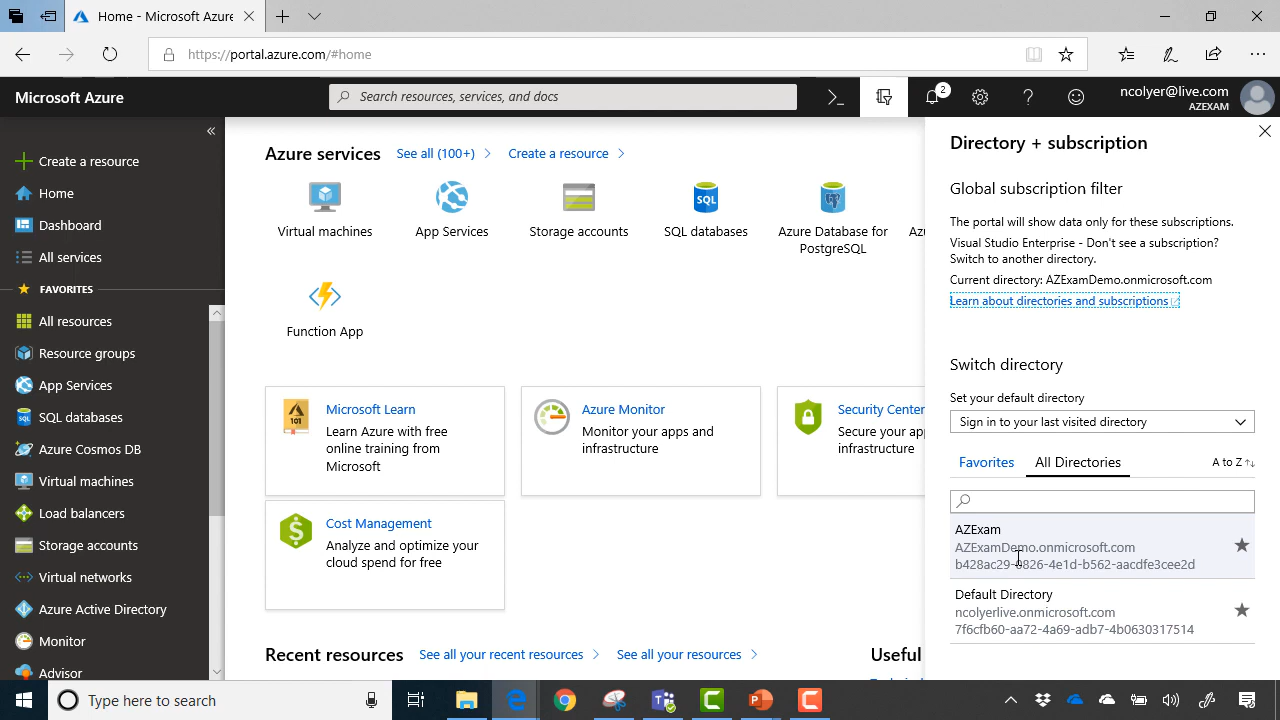 Home - Microsoft Azure
https://portal.azure.com/#home
Microsoft Azure
Search resources, services, and docs
2
ncolyer@live.com
AZEXAM
Create a resource
Home
Dashboard
All services
FAVORITES
All resources
Resource groups
App Services
SQL databases
Azure Cosmos DB
Virtual machines
Load balancers
Storage accounts
Virtual networks
Azure Active Directory
Monitor
Advisor
Azure services
See all (100+)
Create a resource
Virtual machines
App Services
Storage accounts
SQL
SQL databases
Azure Database for
PostgreSQL
Function App
101
Microsoft Learn
Learn Azure with free
online training from
Microsoft
Azure Monitor
Monitor your apps and
infrastructure
Security Center
Secure your app
infrastructure
Cost Management
Analyze and optimize your
cloud spend for free
Recent resources
See all your recent resources
See all your resources
Useful
Directory + subscription
Global subscription filter
The portal will show data only for these subscriptions.
Visual Studio Enterprise - Don't see a subscription?
Switch to another directory.
Current directory: AZExamDemo.onmicrosoft.com
Learn about directories and subscriptions
Switch directory
Set your default directory
Sign in to your last visited directory
Favorites
All Directories
A to Z
AZExam
AZExamDemo.onmicrosoft.com
b428ac29-0826-4e1d-b562-aacdfe3cee2d
Default Directory
ncolyerlive.onmicrosoft.com
7f6cfb60-aa72-4a69-adb7-4b0630317514
Type here to search